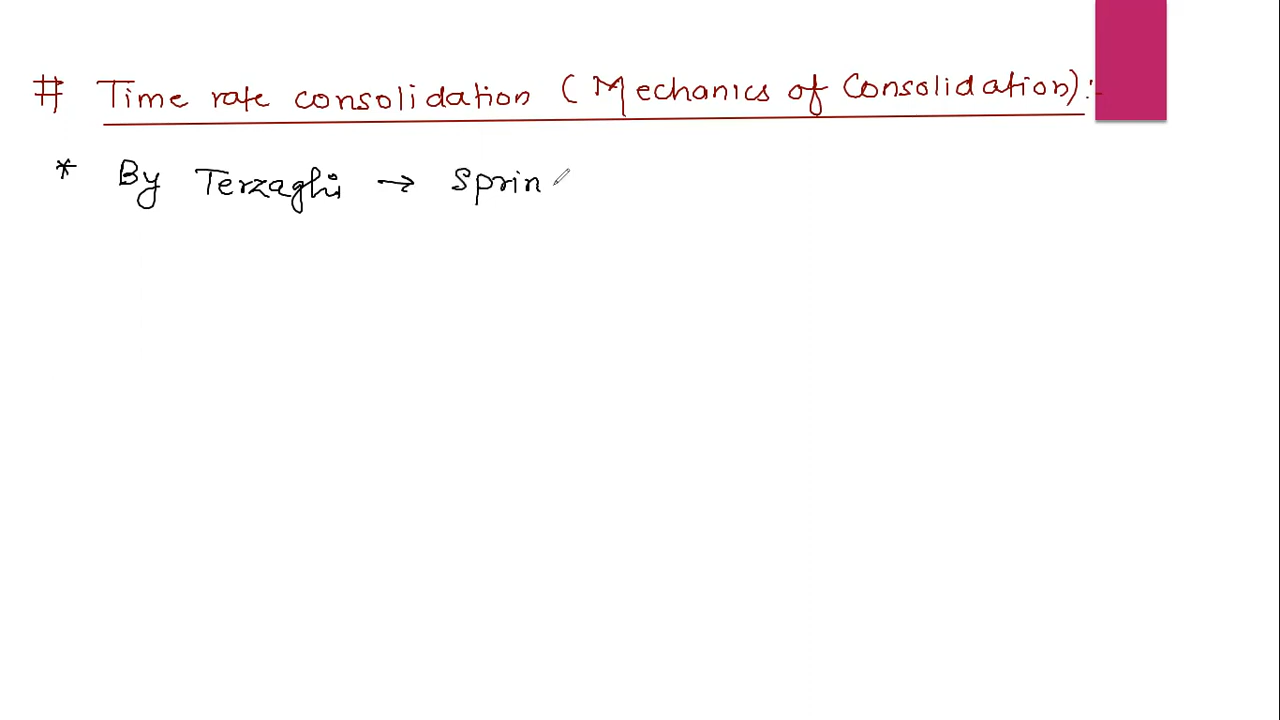 # Time rate consolidation (Mechanics of Consolidation):-
* By Terzaghi → Sprin